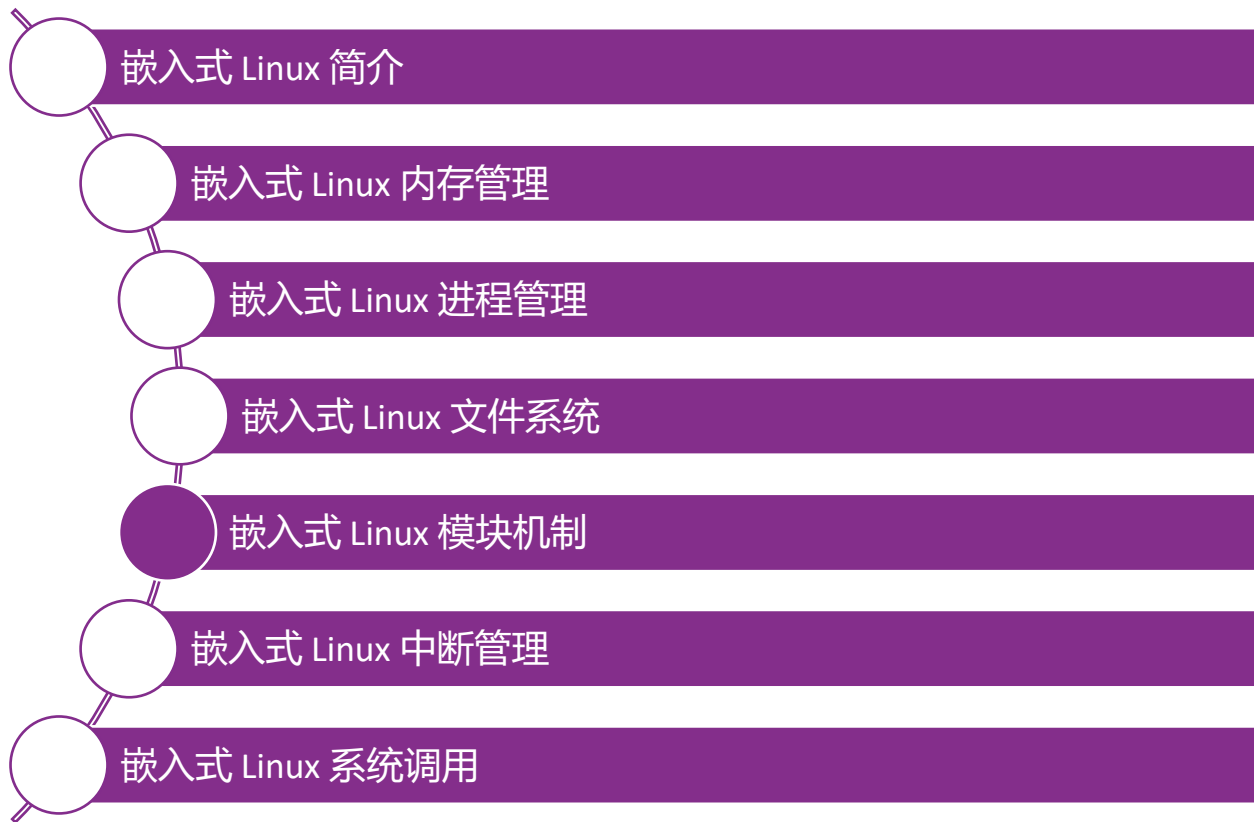 嵌入式 Linux 简介
嵌入式 Linux 内存管理
嵌入式 Linux 进程管理
嵌入式 Linux 文件系统
嵌入式 Linux 模块机制
嵌入式 Linux 中断管理
嵌入式 Linux 系统调用